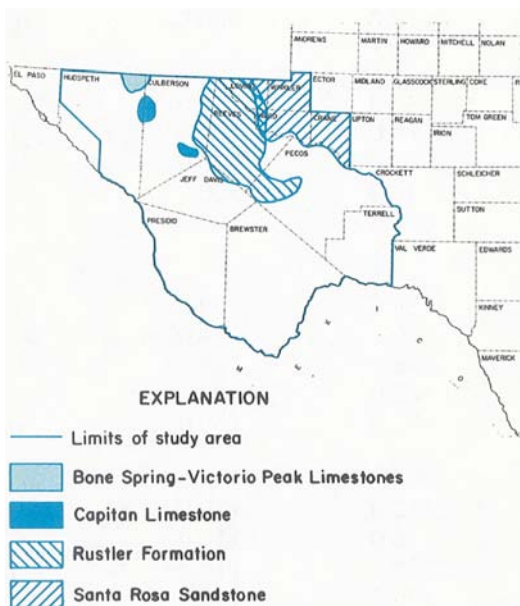 ANDREWS MARTIN HOWARD MITCHELL NOLAN
EL PASO HUDSPETH CULBERSON WINKLER ECTOR MIDLAND GLASSCOCK STERLING COKE
REEVES CRANE UPTON REAGAN TOM GREEN
IRION
PECOS
JEFF DAVIS CROCKETT SCHLEICHER
PRESIDIO BREWSTER TERRELL SUTTON
VAL VERDE EDWARDS
KINNEY
MAVERICK
EXPLANATION
Limits of study area
Bone Spring-Victorio Peak Limestones
Capitan Limestone
Rustler Formation
Santa Rosa Sandstone